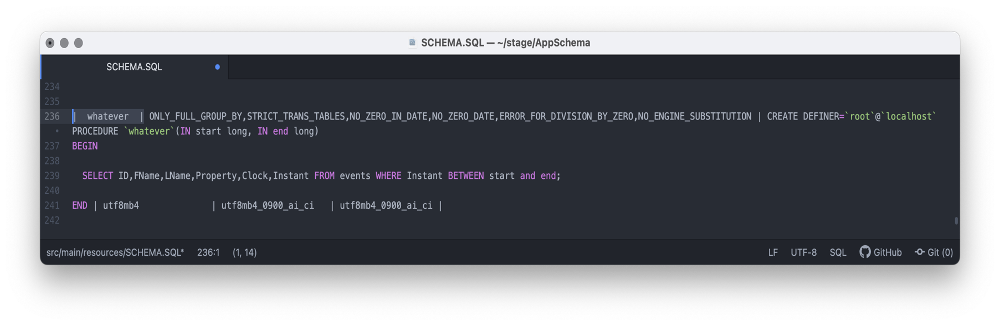 SCHEMA.SQL — ~/stage/AppSchema
SCHEMA.SQL
234
235
236 |  whatever  | ONLY_FULL_GROUP_BY,STRICT_TRANS_TABLES,NO_ZERO_IN_DATE,NO_ZERO_DATE,ERROR_FOR_DIVISION_BY_ZERO,NO_ENGINE_SUBSTITUTION | CREATE DEFINER=`root`@`localhost`
• PROCEDURE `whatever`(IN start long, IN end long)
237 BEGIN
238
239   SELECT ID,FName,LName,Property,Clock,Instant FROM events WHERE Instant BETWEEN start and end;
240
241 END | utf8mb4              | utf8mb4_0900_ai_ci   | utf8mb4_0900_ai_ci |
242
src/main/resources/SCHEMA.SQL* 236:1 (1, 14) LF UTF-8 SQL GitHub Git (0)